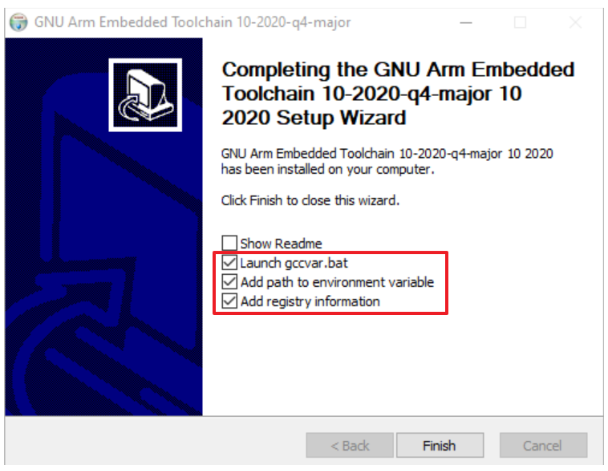 GNU Arm Embedded Toolchain 10-2020-q4-major
Completing the GNU Arm Embedded
Toolchain 10-2020-q4-major 10
2020 Setup Wizard
GNU Arm Embedded Toolchain 10-2020-q4-major 10 2020
has been installed on your computer.
Click Finish to close this wizard.
Show Readme
Launch gccvar.bat
Add path to environment variable
Add registry information
< Back
Finish
Cancel